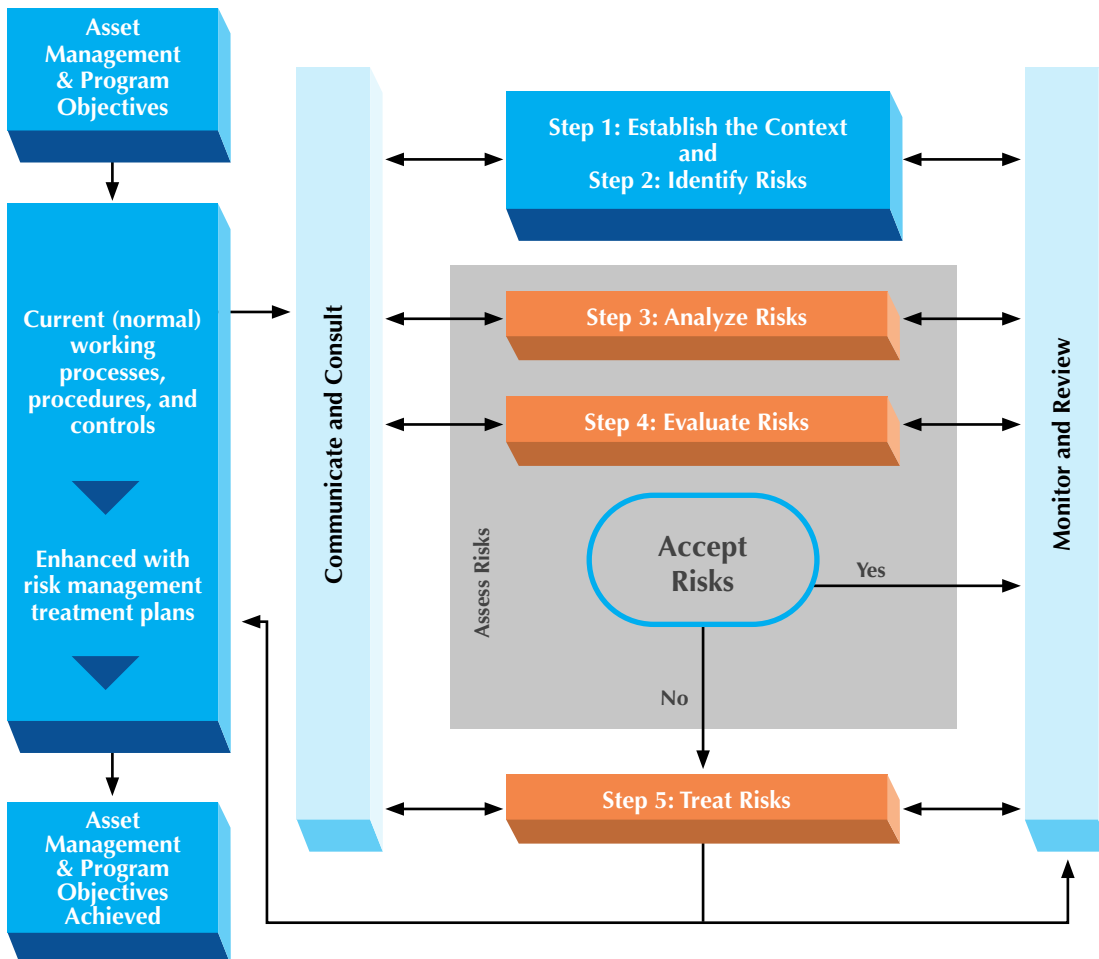 Asset
Management
& Program
Objectives
Current (normal)
working
processes,
procedures, and
controls
Enhanced with
risk management
treatment plans
Asset
Management
& Program
Objectives
Achieved
Communicate and Consult
Step 1: Establish the Context
and
Step 2: Identify Risks
Step 3: Analyze Risks
Step 4: Evaluate Risks
Assess Risks
Accept
Risks
Yes
No
Step 5: Treat Risks
Monitor and Review